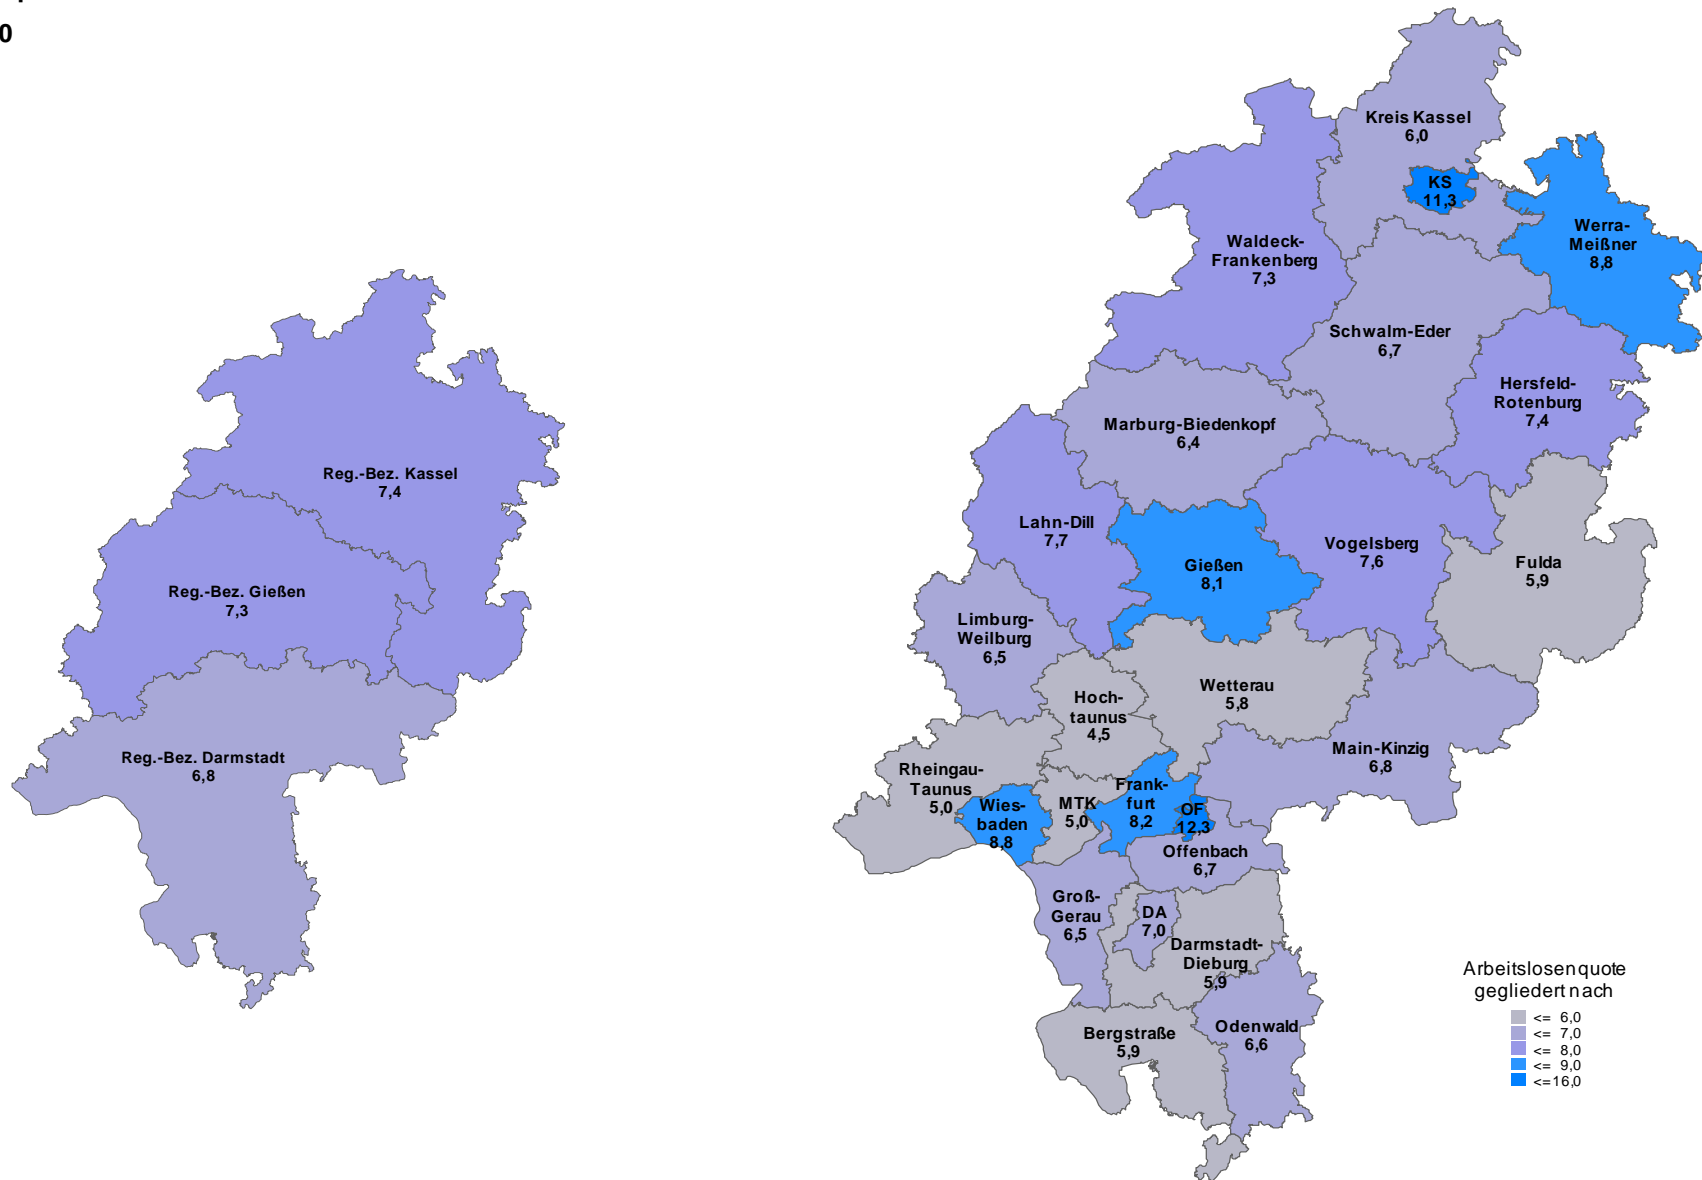 0
Reg.-Bez. Kassel
7,4
Reg.-Bez. Gießen
7,3
Reg.-Bez. Darmstadt
6,8
Kreis Kassel
6,0
KS
11,3
Werra-
Meißner
8,8
Waldeck-
Frankenberg
7,3
Schwalm-Eder
6,7
Hersfeld-
Rotenburg
7,4
Marburg-Biedenkopf
6,4
Lahn-Dill
7,7
Gießen
8,1
Vogelsberg
7,6
Fulda
5,9
Limburg-
Weilburg
6,5
Hoch-
taunus
4,5
Wetterau
5,8
Main-Kinzig
6,8
Rheingau-
Taunus
5,0
Wies-
baden
8,8
MTK
5,0
Frank-
furt
8,2
OF
12,3
Offenbach
6,7
Groß-
Gerau
6,5
DA
7,0
Darmstadt-
Dieburg
5,9
Bergstraße
5,9
Odenwald
6,6
Arbeitslosenquote
gegliedert nach
<= 6,0
<= 7,0
<= 8,0
<= 9,0
<=16,0